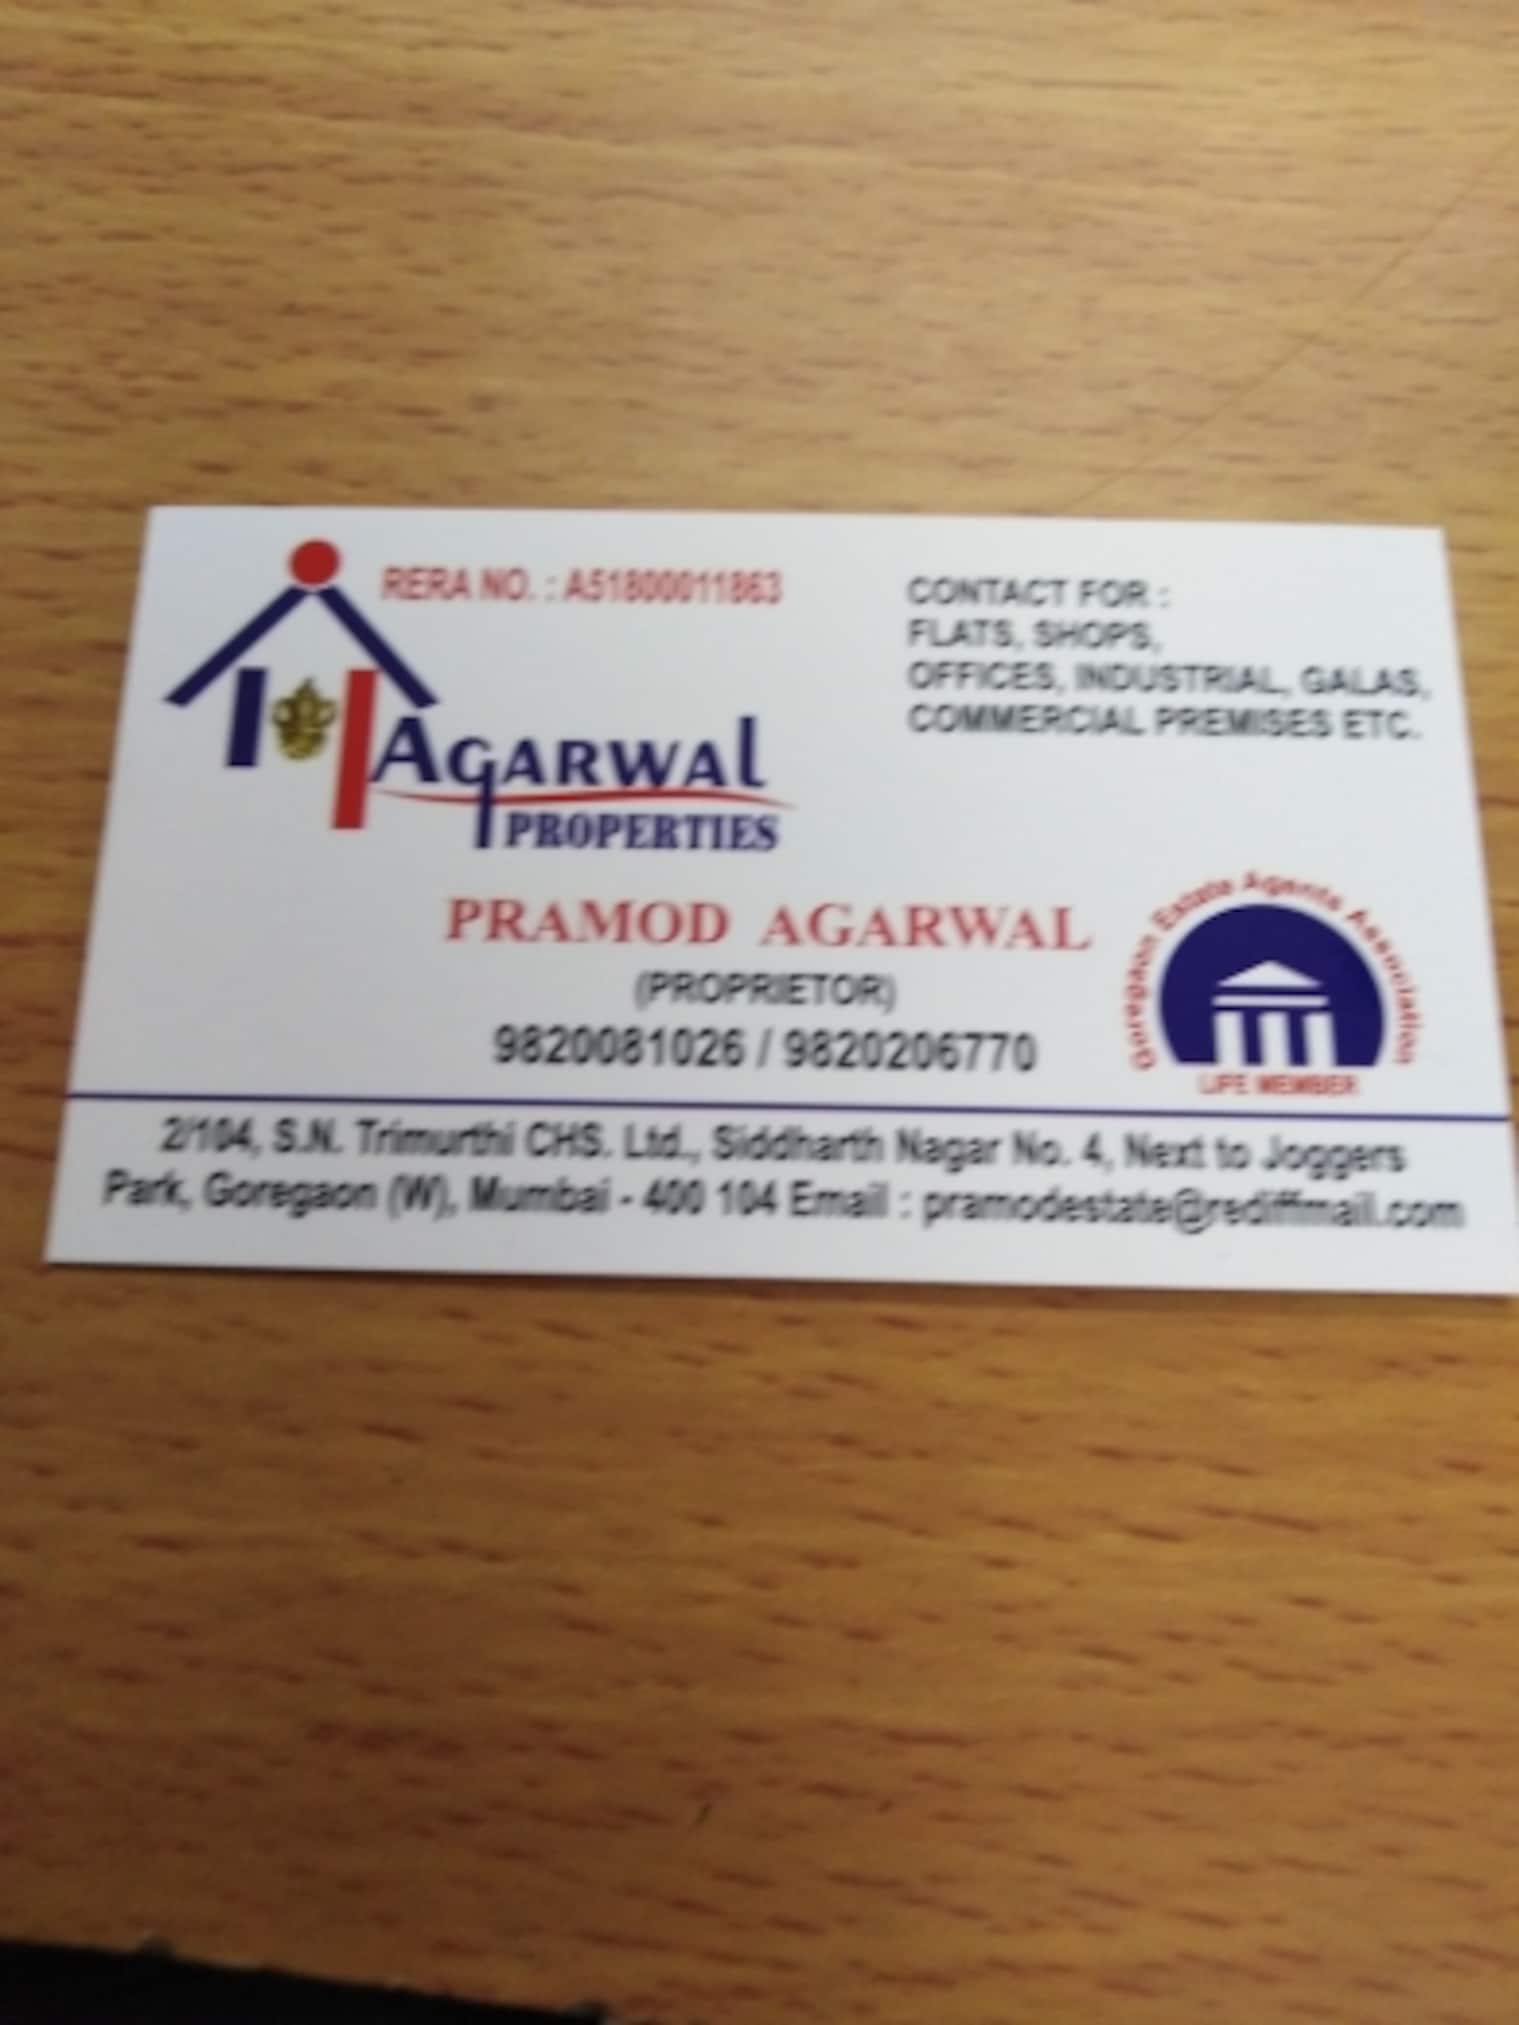 RERA NO. : A51800011863
AGARWAL
PROPERTIES
CONTACT FOR :
FLATS, SHOPS,
OFFICES, INDUSTRIAL, GALAS,
COMMERCIAL PREMISES ETC.
PRAMOD AGARWAL
(PROPRIETOR)
9820081026 / 9820206770
Goregaon Estate Agents Association
LIFE MEMBER
2/104, S.N. Trimurthi CHS. Ltd., Siddharth Nagar No. 4, Next to Joggers
Park, Goregaon (W), Mumbai - 400 104 Email : pramodestate@rediffmail.com